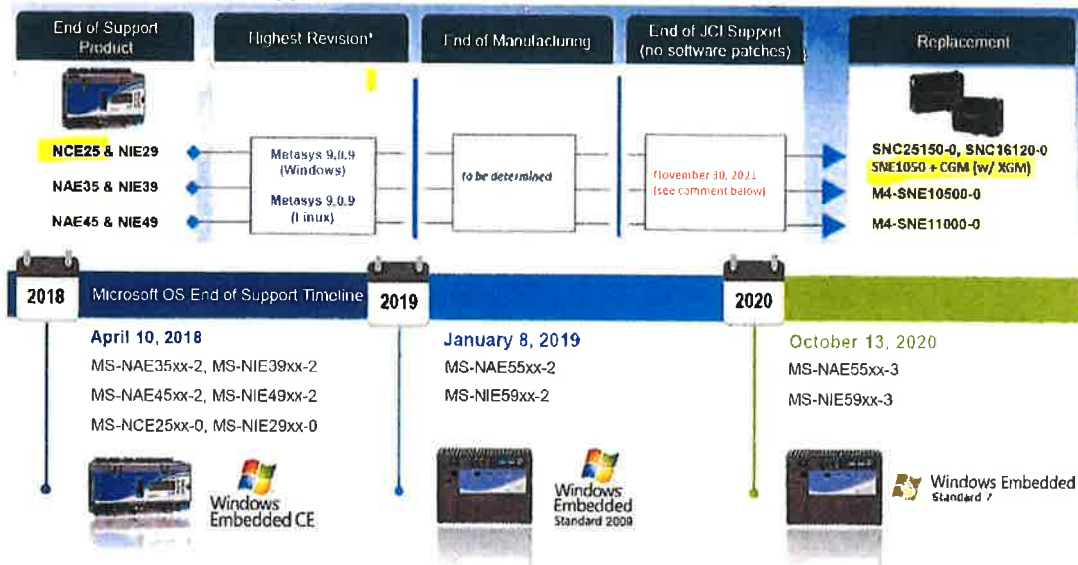 End of Support
Product
Highest Revision*
End of Manufacturing
End of JCI Support
(no software patches)
Replacement
NCE25 & NIE29
NAE35 & NIE39
NAE45 & NIE49
Metasys 9.0.9
(Windows)
Metasys 9.0.9
(Linux)
to be determined
November 30, 2021
(see comment below)
SNC25150-0, SNC16120-0
SNE1050 + CGM (w/ XGM)
M4-SNE10500-0
M4-SNE11000-0
2018
Microsoft OS End of Support Timeline
2019
2020
April 10, 2018
MS-NAE35xx-2, MS-NIE39xx-2
MS-NAE45xx-2, MS-NIE49xx-2
MS-NCE25xx-0, MS-NIE29xx-0
January 8, 2019
MS-NAE55xx-2
MS-NIE59xx-2
October 13, 2020
MS-NAE55xx-3
MS-NIE59xx-3
Windows
Embedded CE
Windows
Embedded
Standard 2009
Windows Embedded
Standard 7